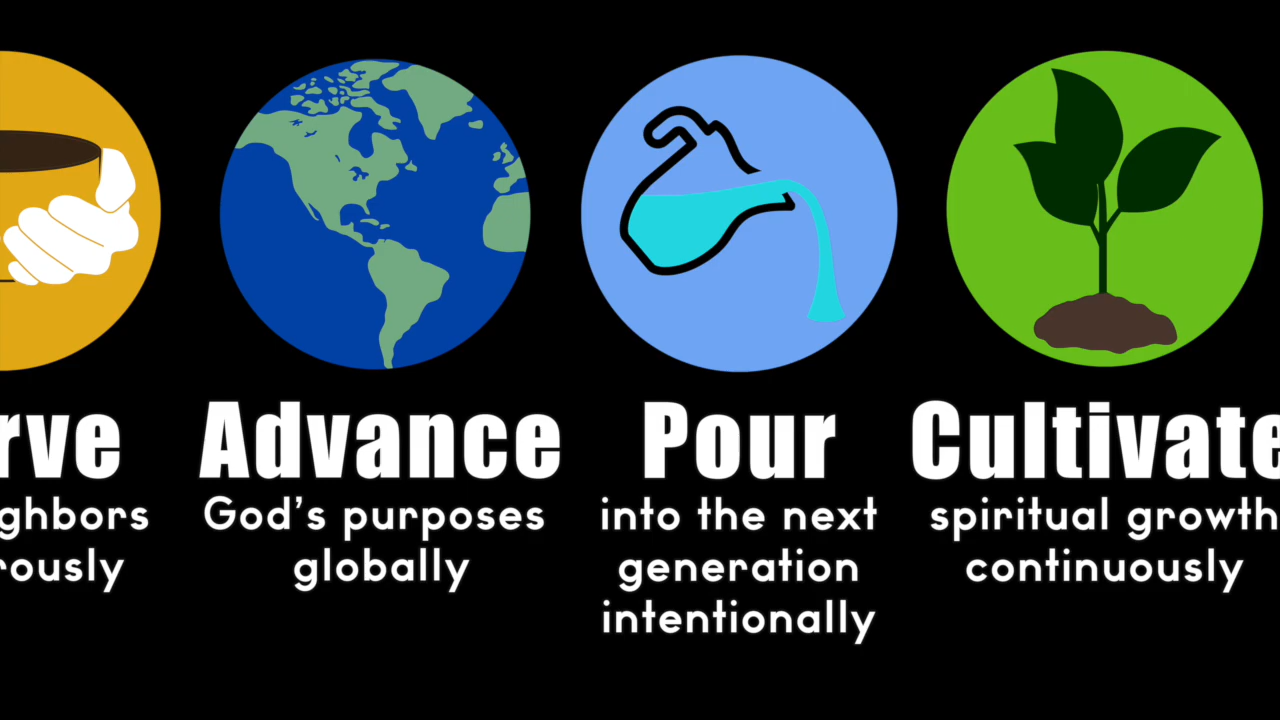 rve
ghbors
rously
Advance
God's purposes
globally
Pour
into the next
generation
intentionally
Cultivate
spiritual growth
continuously